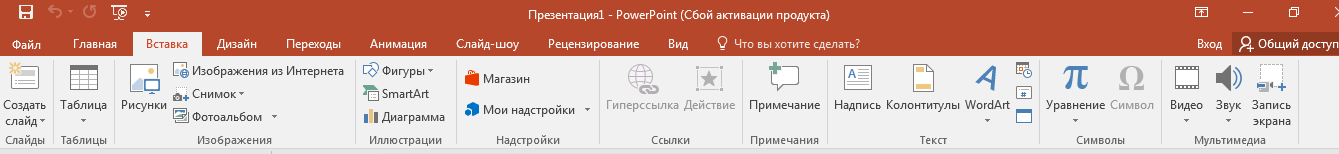 Презентация1 - PowerPoint (Сбой активации продукта)
Файл Главная Вставка Дизайн Переходы Анимация Слайд-шоу Рецензирование Вид Что вы хотите сделать? Вход Общий доступ
Создать слайд
Таблица
Рисунки
Изображения из Интернета
Снимок
Фотоальбом
Фигуры
SmartArt
Диаграмма
Магазин
Мои надстройки
Гиперссылка
Действие
Примечание
Надпись
Колонтитулы
WordArt
#
π
Уравнение
Ω
Символ
Видео
Звук
Запись экрана
Слайды Таблицы Изображения Иллюстрации Надстройки Ссылки Примечания Текст Символы Мультимедиа